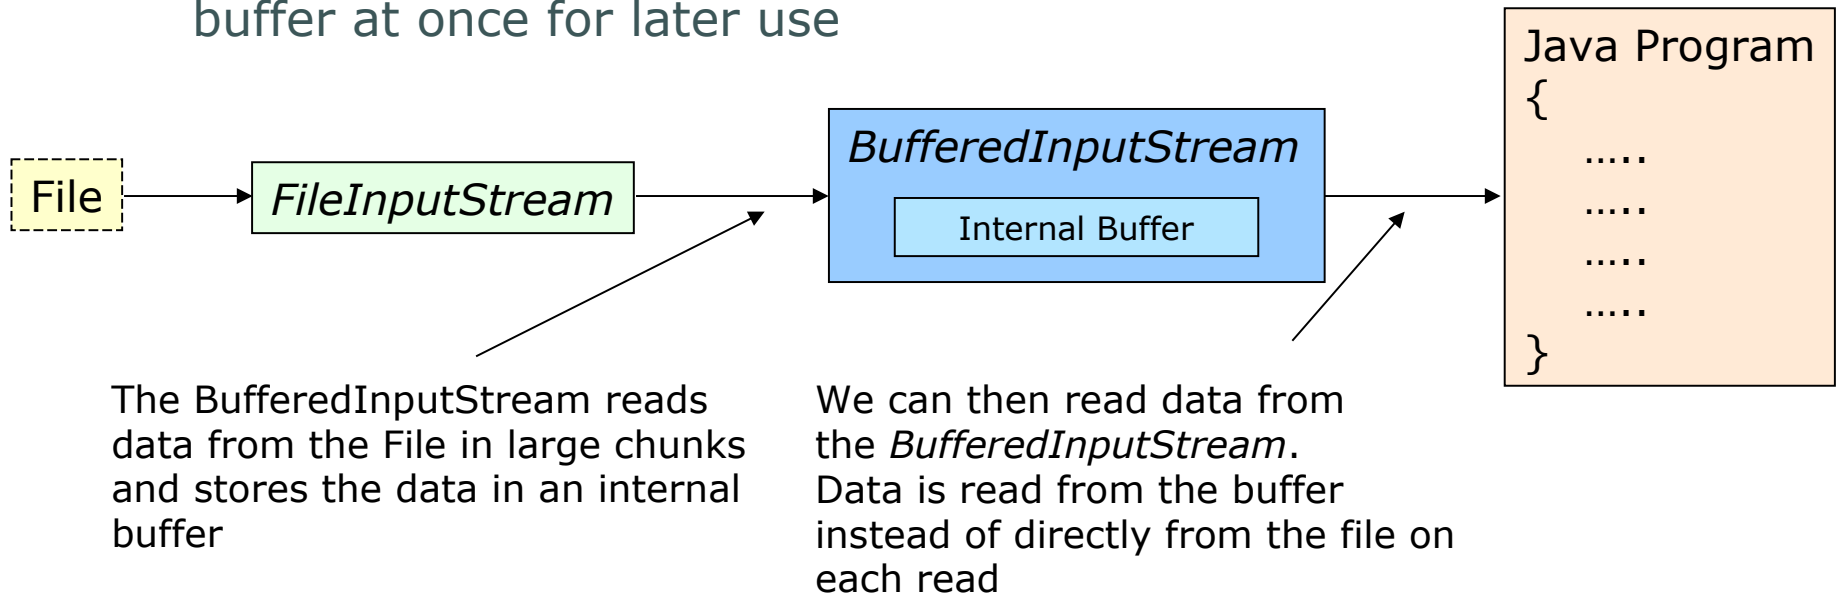 buffer at once for later use
File
FileInputStream
BufferedInputStream
Internal Buffer
Java Program
{
…..
…..
…..
…..
}
The BufferedInputStream reads
data from the File in large chunks
and stores the data in an internal
buffer
We can then read data from
the BufferedInputStream.
Data is read from the buffer
instead of directly from the file on
each read